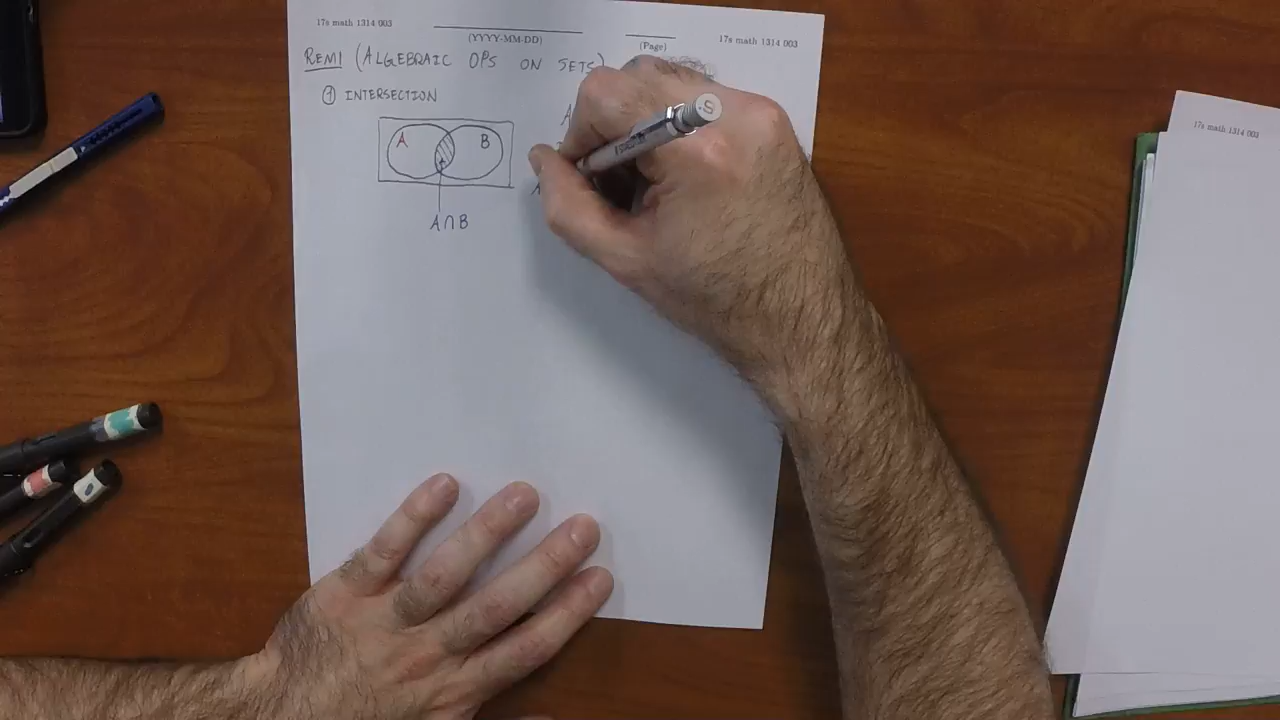 17s math 1314 003
(YYYY-MM-DD)
(Page)
17s math 1314 003
REM1 (ALGEBRAIC OPS ON SETS)
① INTERSECTION
A B
A∩B
A
17s math 1314 003